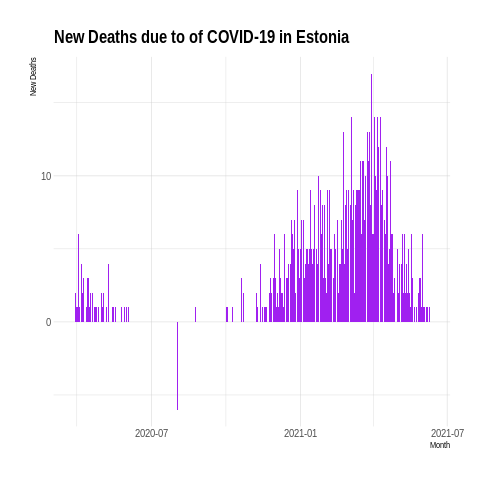 New Deaths due to of COVID-19 in Estonia
New Deaths
10
0
2020-07
2021-01
2021-07
Month